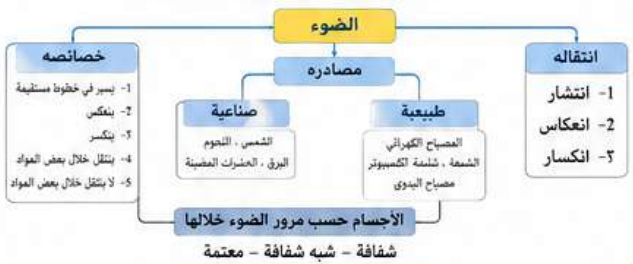 الضوء
انتقاله
1- انتشار
2- انعكاس
3- انكسار
مصادره
طبيعية
المصباح الكهربائي
الشمعة ، شاشة الكمبيوتر
مصباح اليدوي
صناعية
الشمس ، النجوم
البرق ، الحشرات المضيئة
خصائصه
1- يسير في خطوط مستقيمة
2- ينعكس
3- ينكسر
4- ينتقل خلال بعض المواد
5- لا ينتقل خلال بعض المواد
الأجسام حسب مرور الضوء خلالها
شفافة – شبه شفافة – معتمة